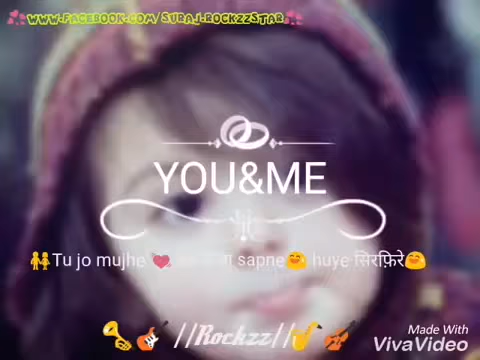 www.facebook.com/ Suraj.rockzzStar
YOU&ME
Tu jo mujhe sapne huye सिरफ़िरे
//Rockzz//
Made With
VivaVideo